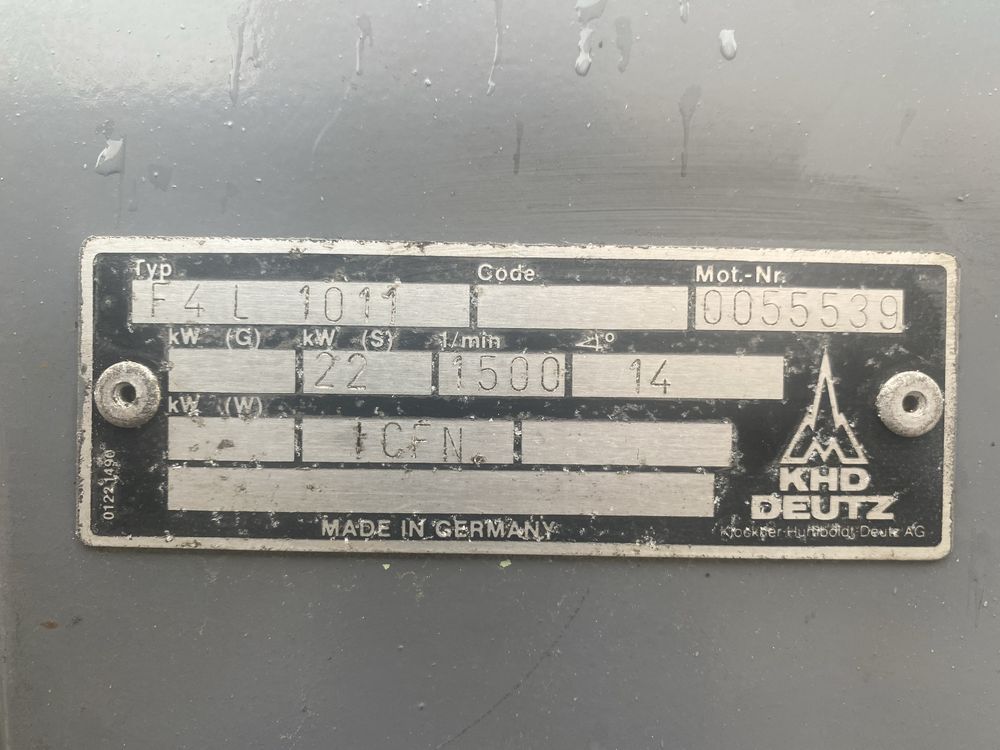 Typ Code Mot.-Nr.
F4L 1011 0055539
kW (G) kW (S) 1/min ∠°
22 1500 14
kW (W)
ICFN
KHD
DEUTZ
MADE IN GERMANY
Klöckner-Humboldt-Deutz AG
0122 1490